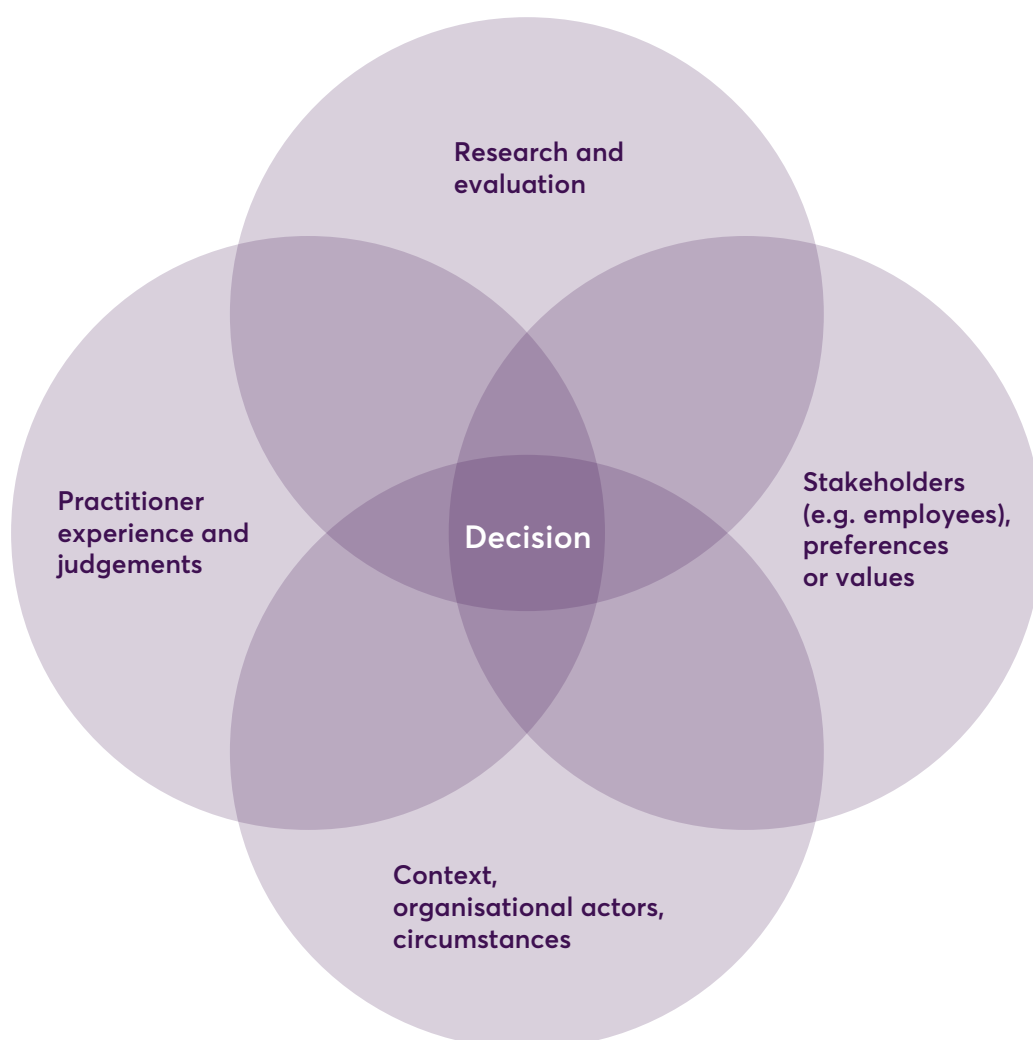 Research and
evaluation
Practitioner
experience and
judgements
Decision
Stakeholders
(e.g. employees),
preferences
or values
Context,
organisational actors,
circumstances